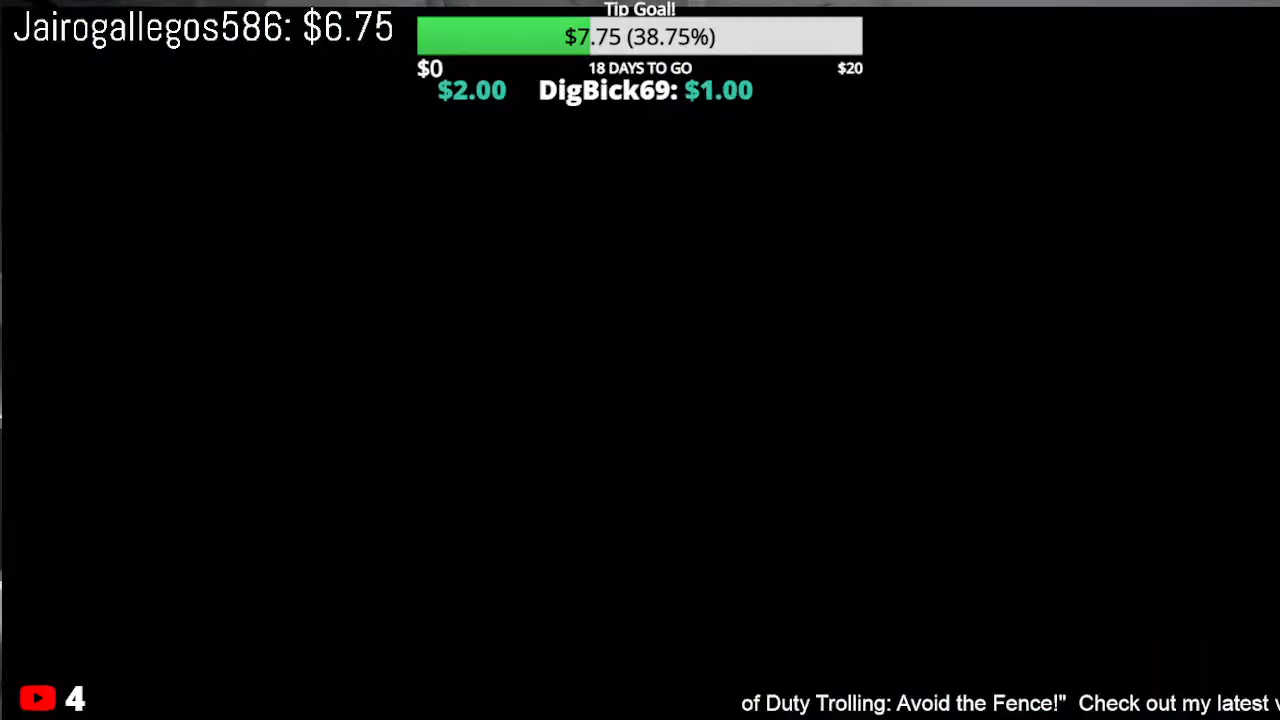 Tip Goal!
Jairogallegos586: $6.75
$7.75 (38.75%)
$0 18 DAYS TO GO $20
$2.00 DigBick69: $1.00
4
of Duty Trolling: Avoid the Fence!" Check out my latest